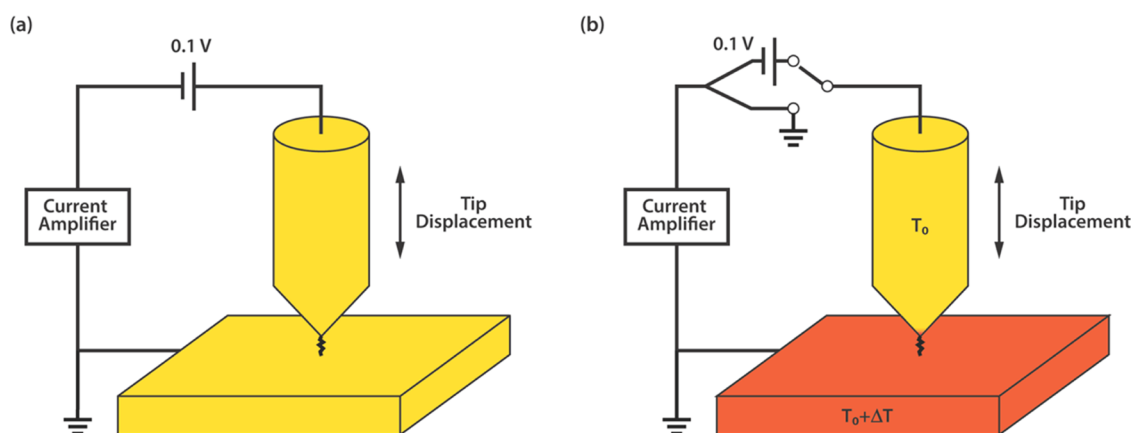 (a)
0.1 V
Current
Amplifier
Tip
Displacement
(b)
0.1 V
Current
Amplifier
T₀
Tip
Displacement
T₀+ΔT